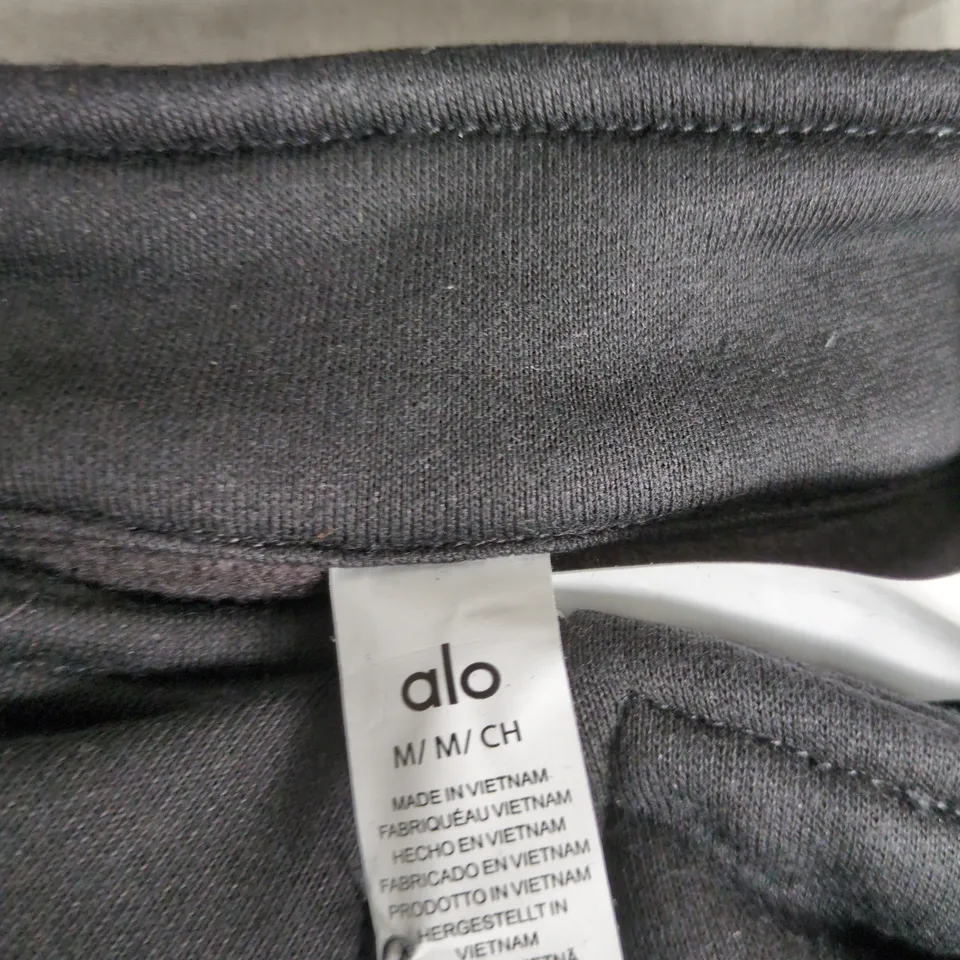 alo
M/ M/ CH
MADE IN VIETNAM
FABRIQUÉAU VIETNAM
HECHO EN VIETNAM
FABRICADO EN VIETNAM
PRODOTTO IN VIETNAM
HERGESTELLT IN
VIETNAM